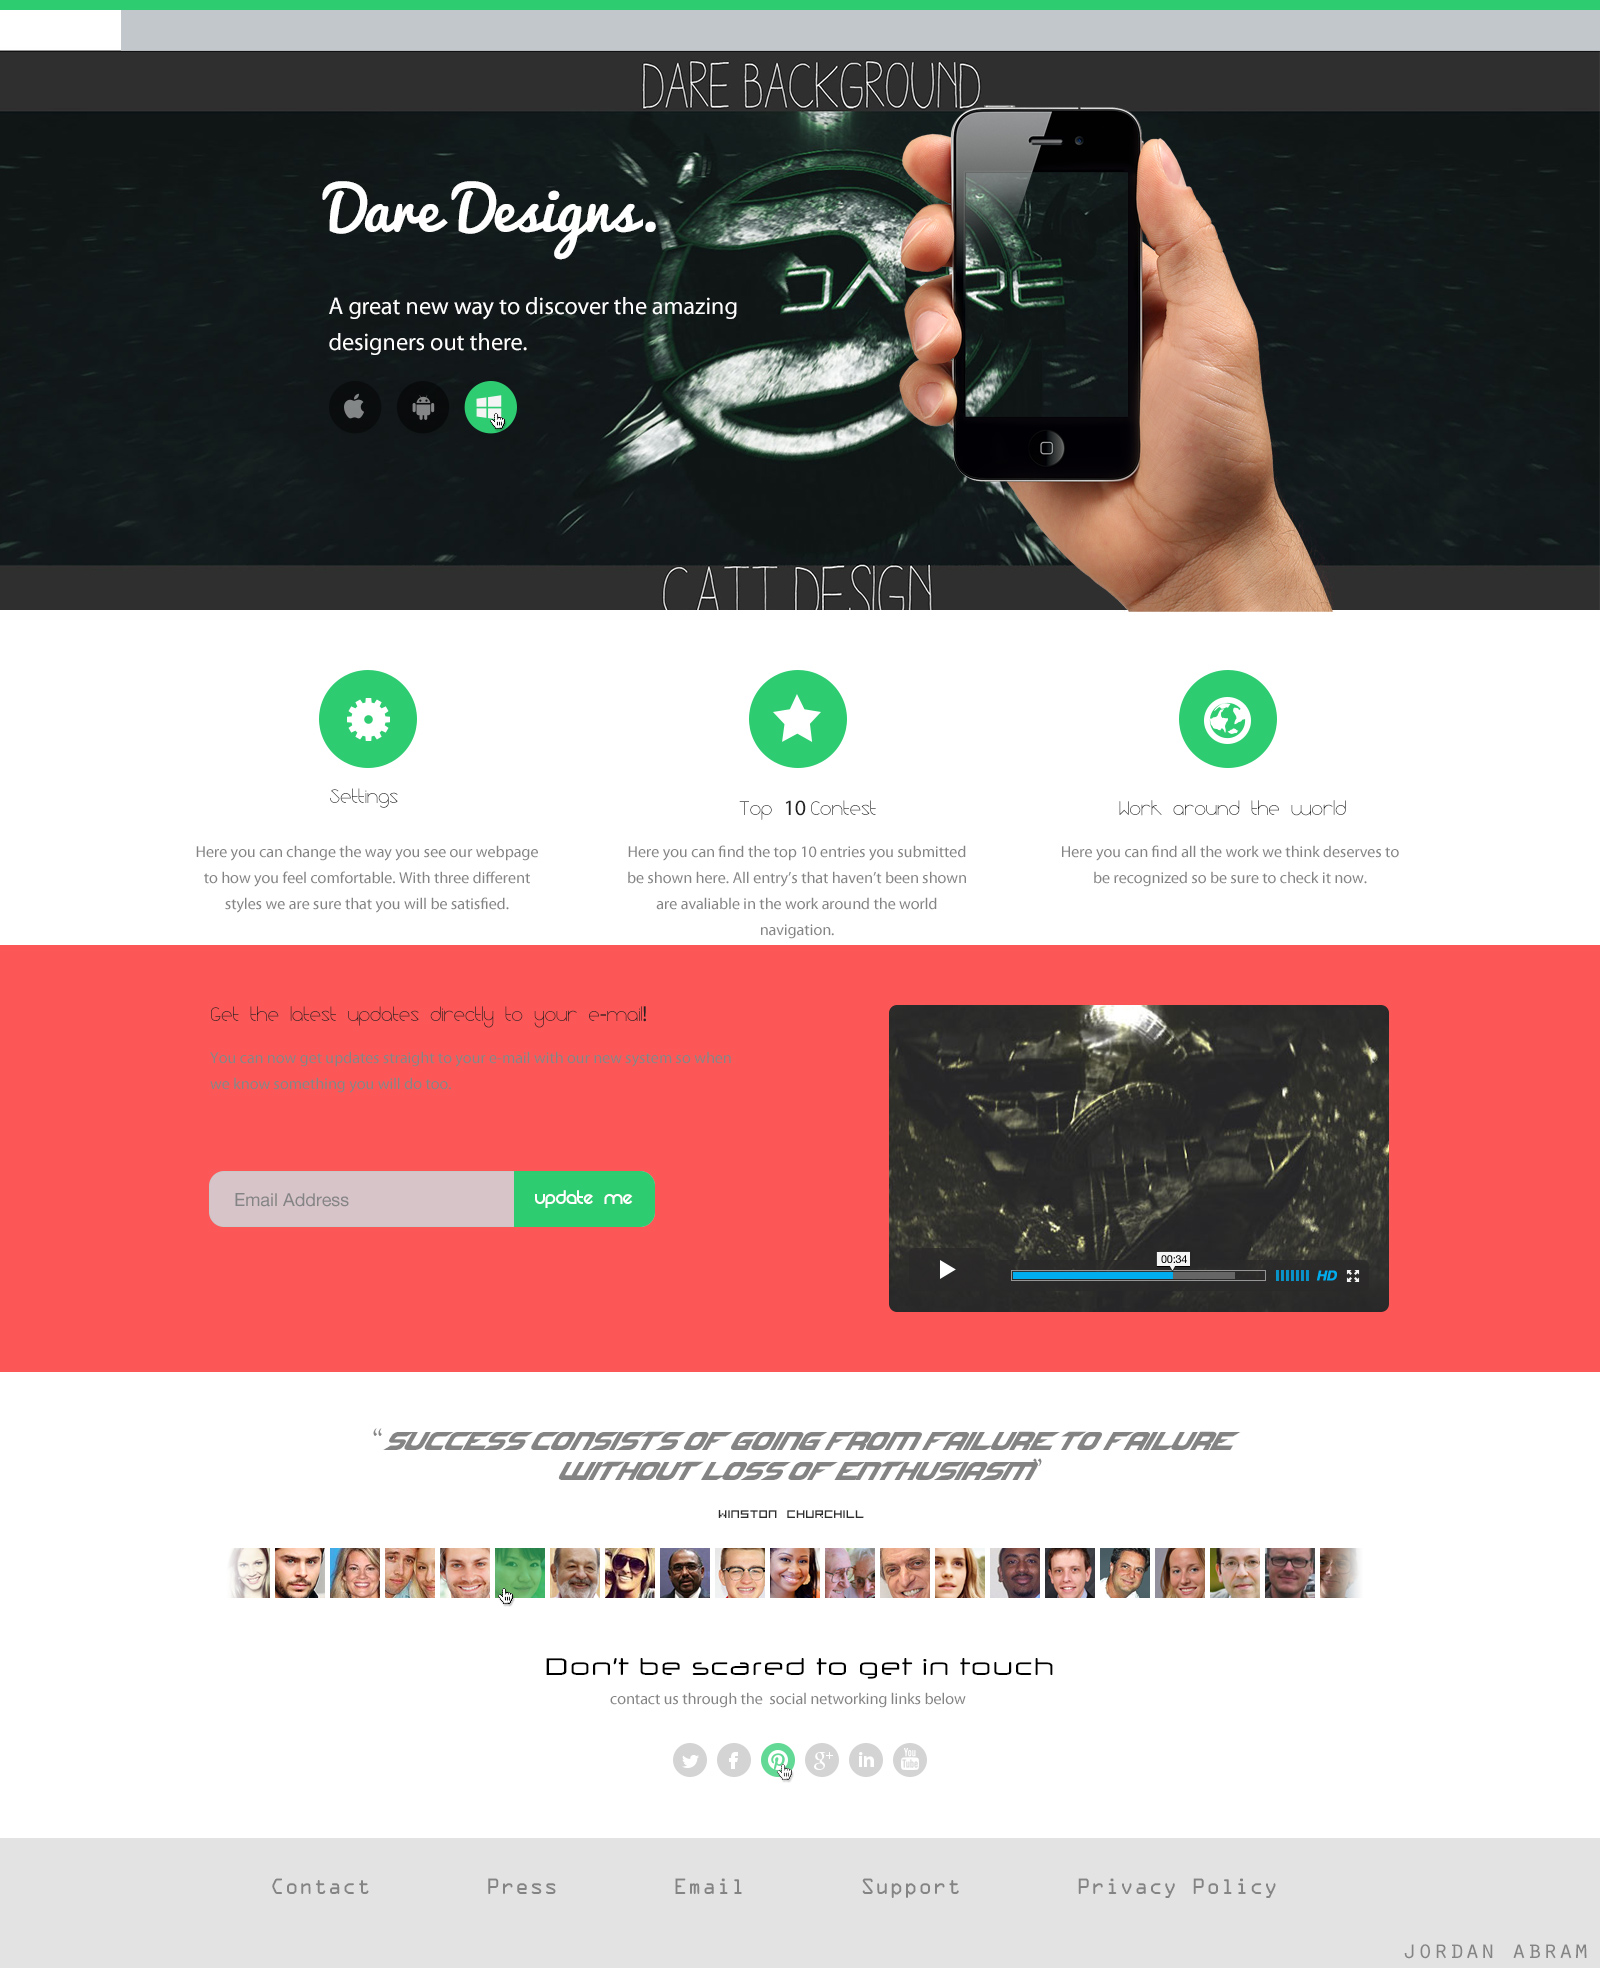 DARE BACKGROUND
Dare Designs.
DARE
A great new way to discover the amazing
designers out there.
CATT DESIGN
Settings
Top 10 Contest
Work around the world
Here you can change the way you see our webpage
to how you feel comfortable. With three different
styles we are sure that you will be satisfied.
Here you can find the top 10 entries you submitted
be shown here. All entry’s that haven’t been shown
are avaliable in the work around the world
navigation.
Here you can find all the work we think deserves to
be recognized so be sure to check it now.
Get the latest updates directly to your e-mail!
You can now get updates straight to your e-mail with our new system so when
we know something you will do too.
Email Address
update me
00:34
HD
“ SUCCESS CONSISTS OF GOING FROM FAILURE TO FAILURE
WITHOUT LOSS OF ENTHUSIASM”
WINSTON CHURCHILL
Don't be scared to get in touch
contact us through the  social networking links below
g+
in
You
Tube
Contact
Press
Email
Support
Privacy Policy
JORDAN ABRAM